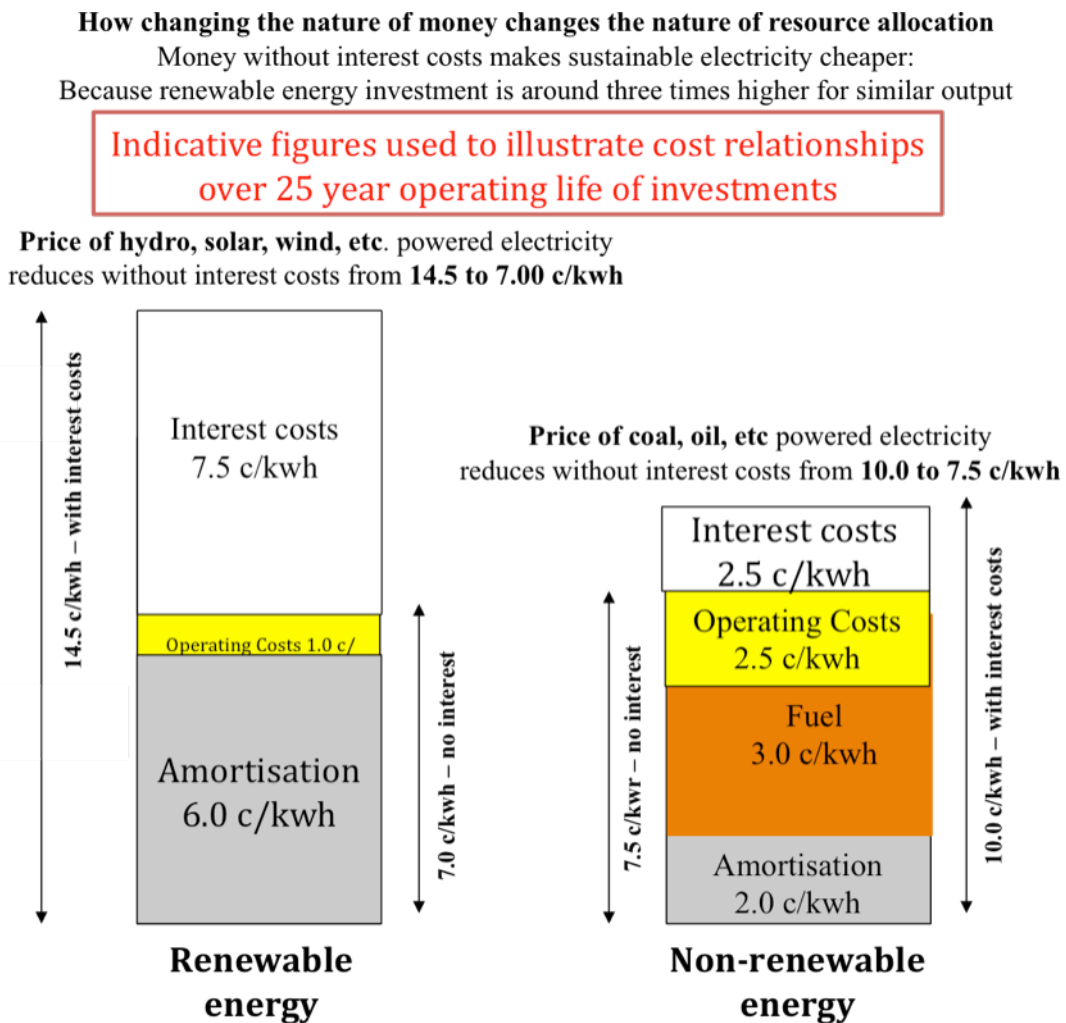 How changing the nature of money changes the nature of resource allocation
Money without interest costs makes sustainable electricity cheaper:
Because renewable energy investment is around three times higher for similar output
Indicative figures used to illustrate cost relationships
over 25 year operating life of investments
Price of hydro, solar, wind, etc. powered electricity
reduces without interest costs from 14.5 to 7.00 c/kwh
14.5 c/kwh – with interest costs
Interest costs
7.5 c/kwh
Operating Costs 1.0 c/
Amortisation
6.0 c/kwh
7.0 c/kwh – no interest
Renewable
energy
Price of coal, oil, etc powered electricity
reduces without interest costs from 10.0 to 7.5 c/kwh
7.5 c/kwr – no interest
Interest costs
2.5 c/kwh
Operating Costs
2.5 c/kwh
Fuel
3.0 c/kwh
Amortisation
2.0 c/kwh
10.0 c/kwh – with interest costs
Non-renewable
energy